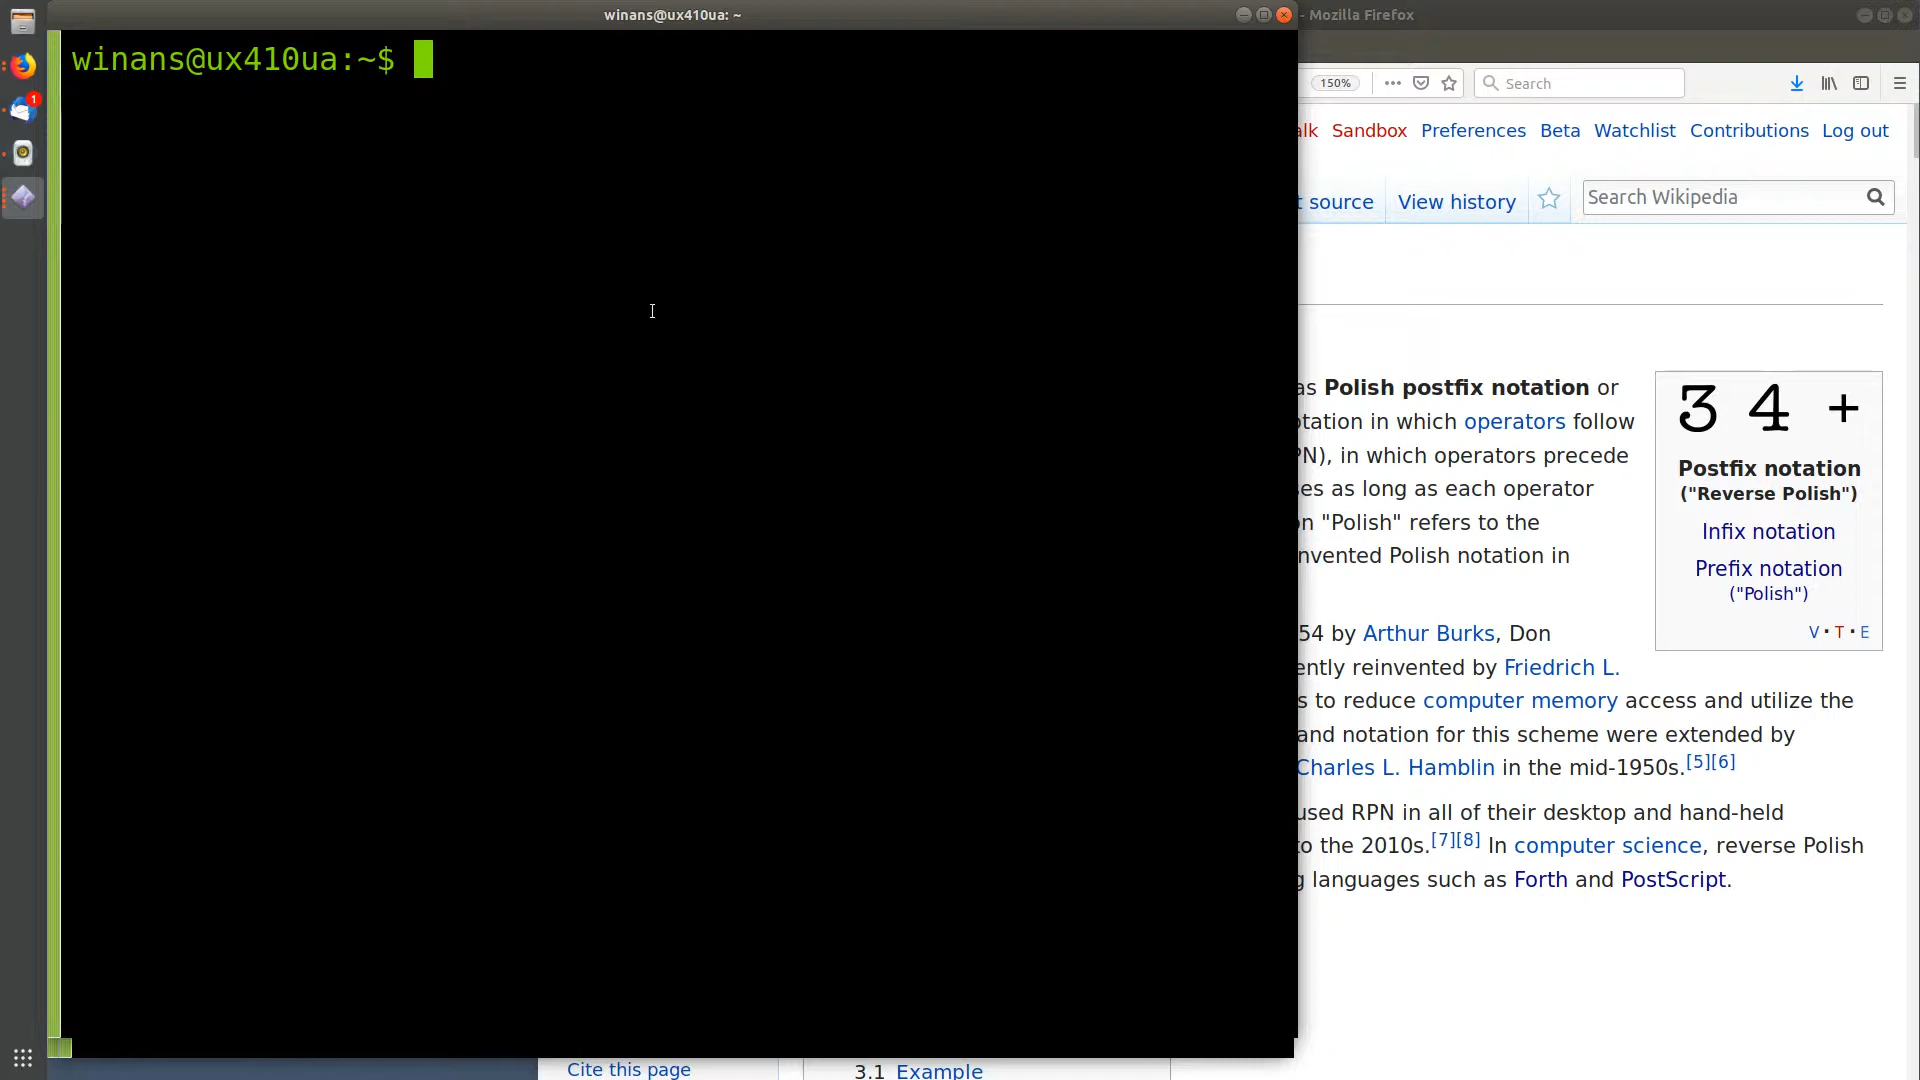 winans@ux410ua: ~
- Mozilla Firefox
winans@ux410ua:~$
1
150%
Search
alk Sandbox Preferences Beta Watchlist Contributions Log out
t source View history Search Wikipedia
as Polish postfix notation or
otation in which operators follow
PN), in which operators precede
ses as long as each operator
on "Polish" refers to the
nvented Polish notation in
3 4 +
Postfix notation
("Reverse Polish")
Infix notation
Prefix notation
("Polish")
V · T · E
54 by Arthur Burks, Don
ently reinvented by Friedrich L.
s to reduce computer memory access and utilize the
and notation for this scheme were extended by
Charles L. Hamblin in the mid-1950s.[5][6]
used RPN in all of their desktop and hand-held
to the 2010s.[7][8] In computer science, reverse Polish
g languages such as Forth and PostScript.
Cite this page
3.1 Example